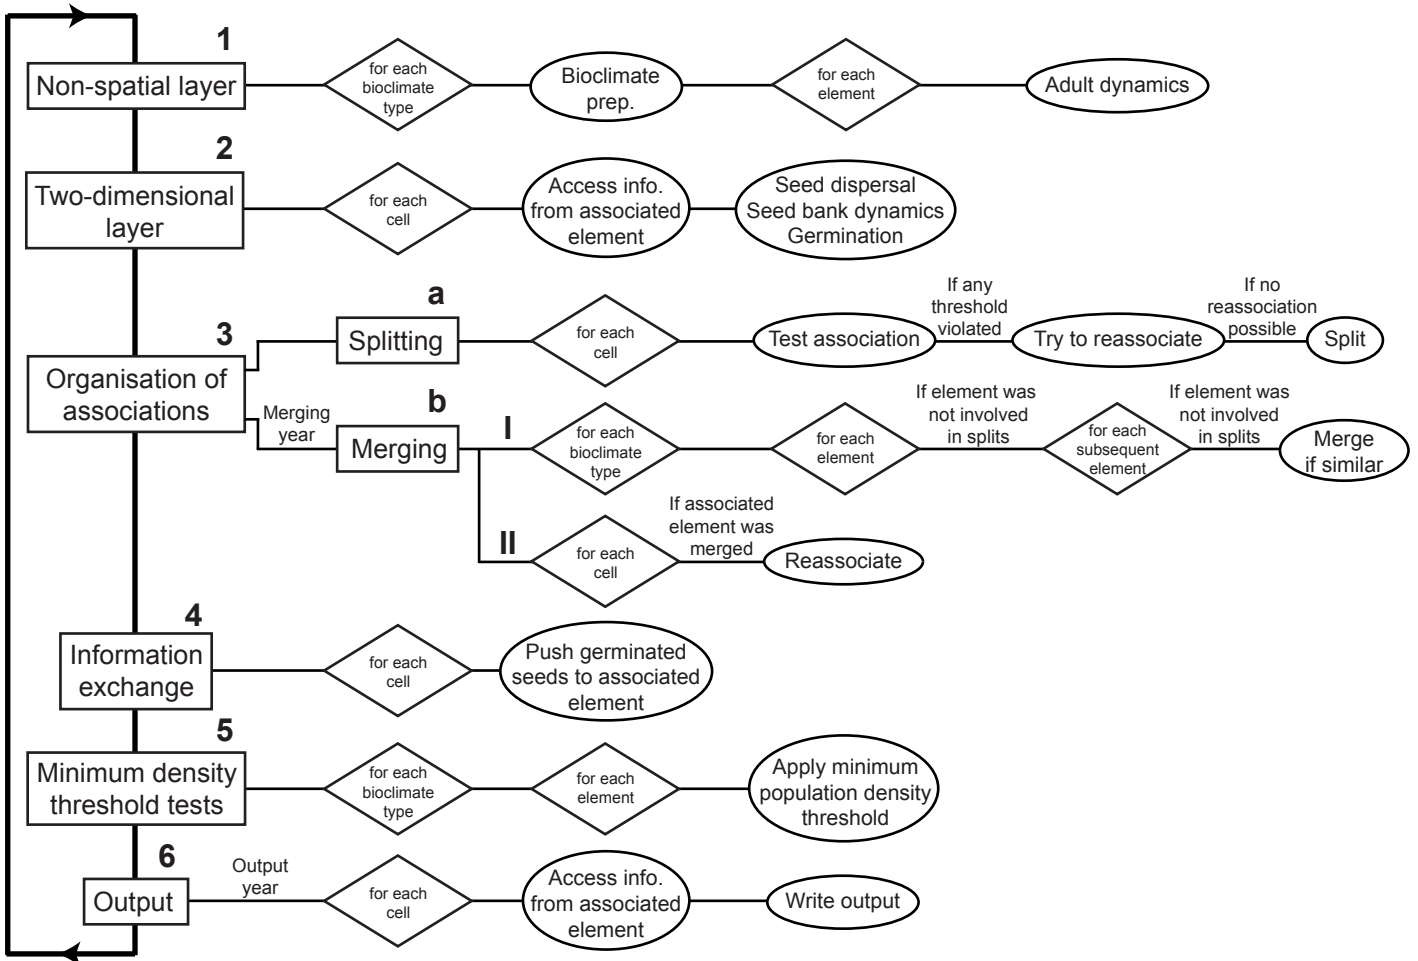 1
Non-spatial layer
for each
bioclimate
type
Bioclimate
prep.
for each
element
Adult dynamics
2
Two-dimensional
layer
for each
cell
Access info.
from associated
element
Seed dispersal
Seed bank dynamics
Germination
3
Organisation of
associations
a
Splitting
for each
cell
Test association
If any
threshold
violated
Try to reassociate
If no
reassociation
possible
Split
Merging
year
b
Merging
I
for each
bioclimate
type
for each
element
If element was
not involved
in splits
for each
subsequent
element
If element was
not involved
in splits
Merge
if similar
II
for each
cell
If associated
element was
merged
Reassociate
4
Information
exchange
for each
cell
Push germinated
seeds to associated
element
5
Minimum density
threshold tests
for each
bioclimate
type
for each
element
Apply minimum
population density
threshold
6
Output
Output
year
for each
cell
Access info.
from associated
element
Write output